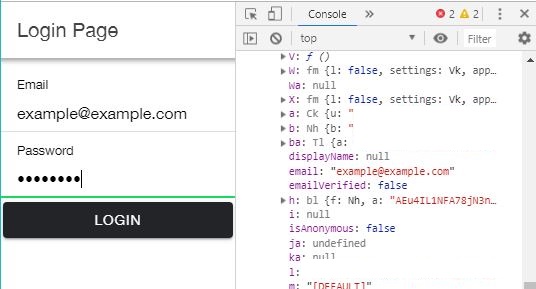 Login Page
Email
example@example.com
Password
LOGIN
Console » 2 2
top Filter
V: ƒ ()
W: fm {l: false, settings: Vk, app…
Wa: null
X: fm {l: false, settings: Vk, app…
a: Ck {u: "
b: Nh {b: "
ba: Tl {a:
displayName: null
email: "example@example.com"
emailVerified: false
h: bl {f: Nh, a: "AEu4IL1NFA78jN3n…
i: null
isAnonymous: false
ja: undefined
ka: null
l:
m: "[DEFAULT]"